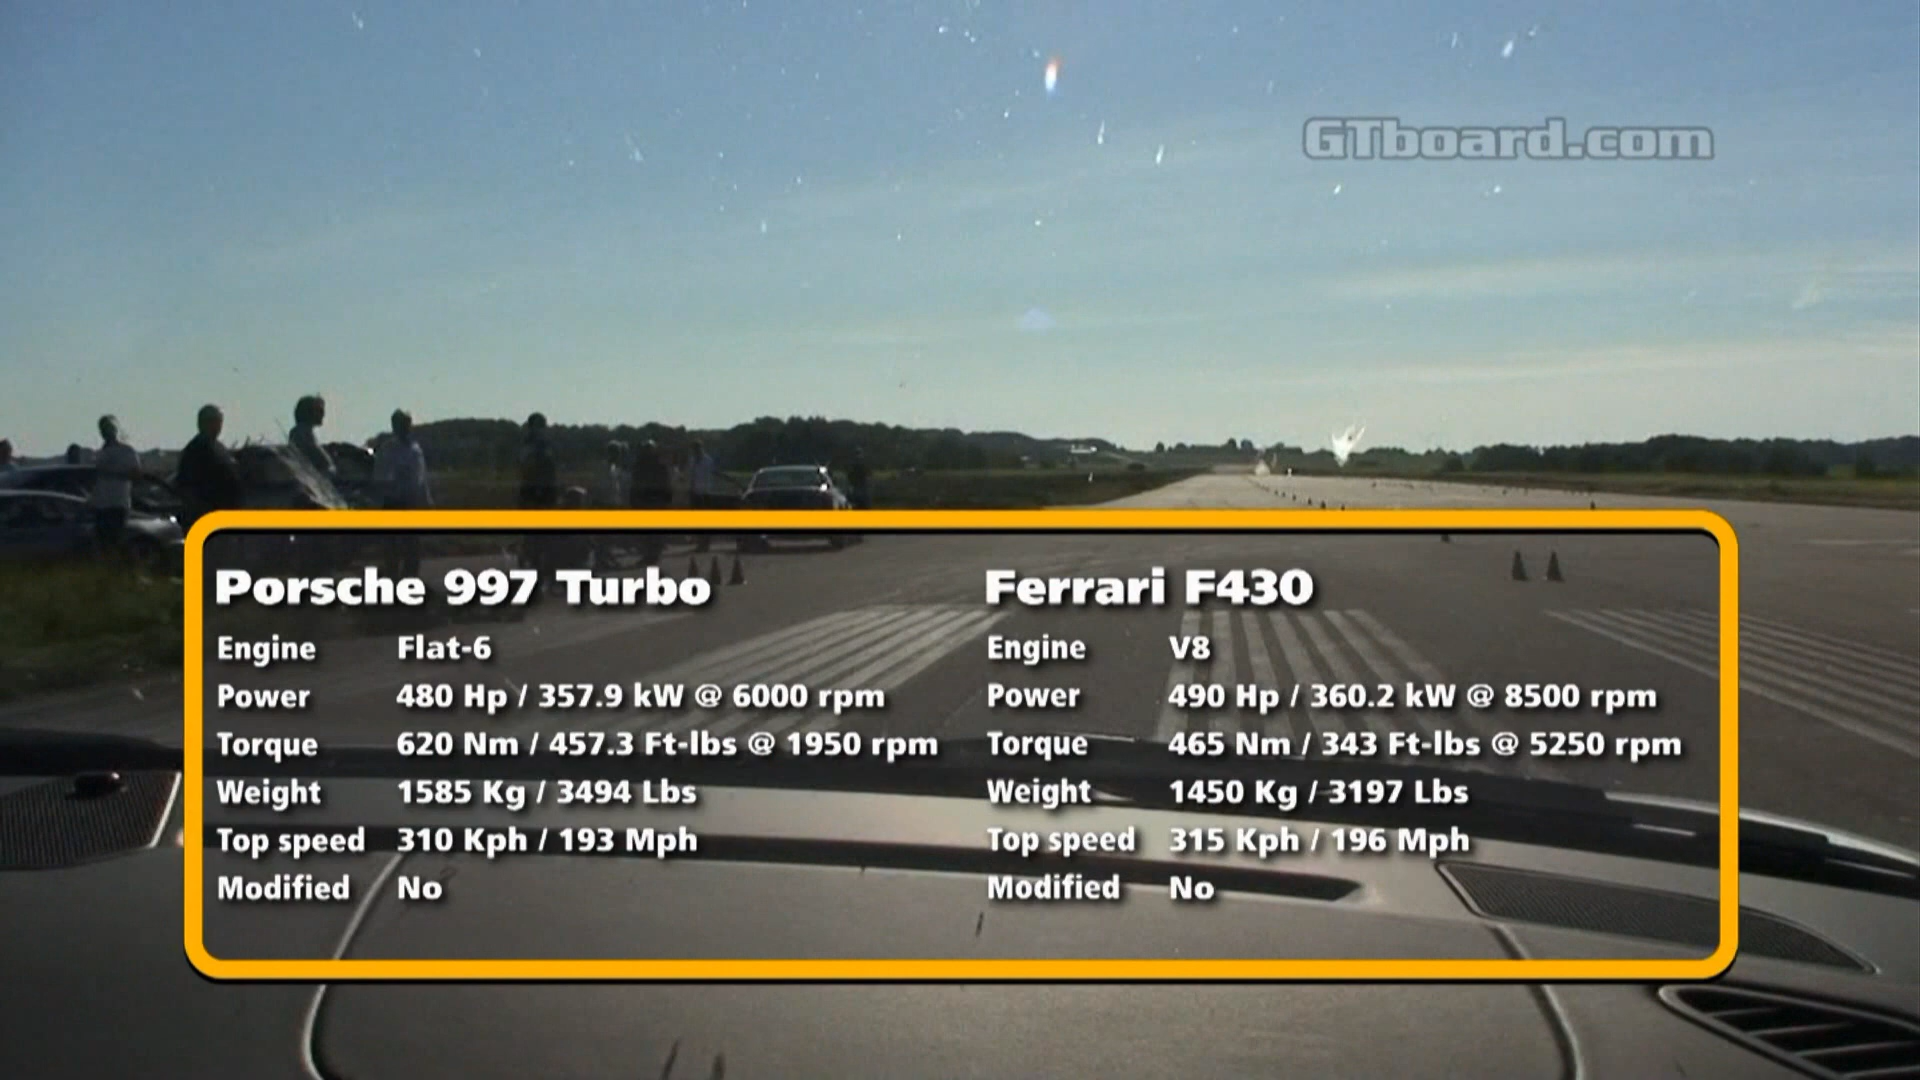 GTboard.com
Porsche 997 Turbo
Engine Flat-6
Power 480 Hp / 357.9 kW @ 6000 rpm
Torque 620 Nm / 457.3 Ft-lbs @ 1950 rpm
Weight 1585 Kg / 3494 Lbs
Top speed 310 Kph / 193 Mph
Modified No
Ferrari F430
Engine V8
Power 490 Hp / 360.2 kW @ 8500 rpm
Torque 465 Nm / 343 Ft-lbs @ 5250 rpm
Weight 1450 Kg / 3197 Lbs
Top speed 315 Kph / 196 Mph
Modified No